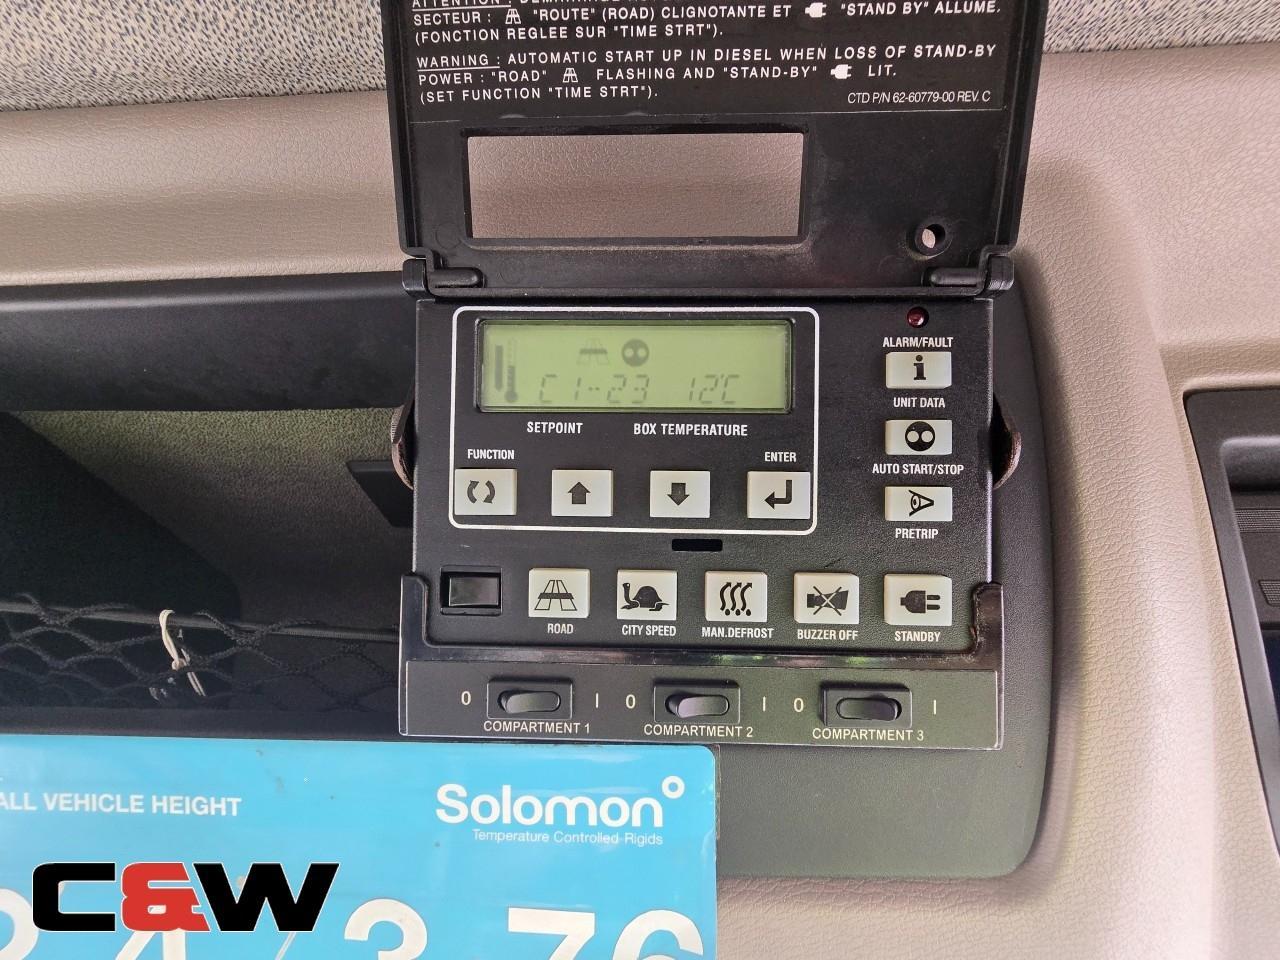 SECTEUR : "ROUTE" (ROAD) CLIGNOTANTE ET "STAND BY" ALLUME.
(FONCTION REGLEE SUR "TIME STRT").
WARNING : AUTOMATIC START UP IN DIESEL WHEN LOSS OF STAND-BY
POWER : "ROAD" FLASHING AND "STAND-BY" LIT.
(SET FUNCTION "TIME STRT").
CTD P/N 62-60779-00 REV. C
C1-23 12°C
SETPOINT BOX TEMPERATURE
FUNCTION ENTER
ALARM/FAULT
i
UNIT DATA
AUTO START/STOP
PRETRIP
ROAD CITY SPEED MAN.DEFROST BUZZER OFF STANDBY
0 I 0 I 0 I
COMPARTMENT 1 COMPARTMENT 2 COMPARTMENT 3
ALL VEHICLE HEIGHT
Solomon
Temperature Controlled Rigids
C&W